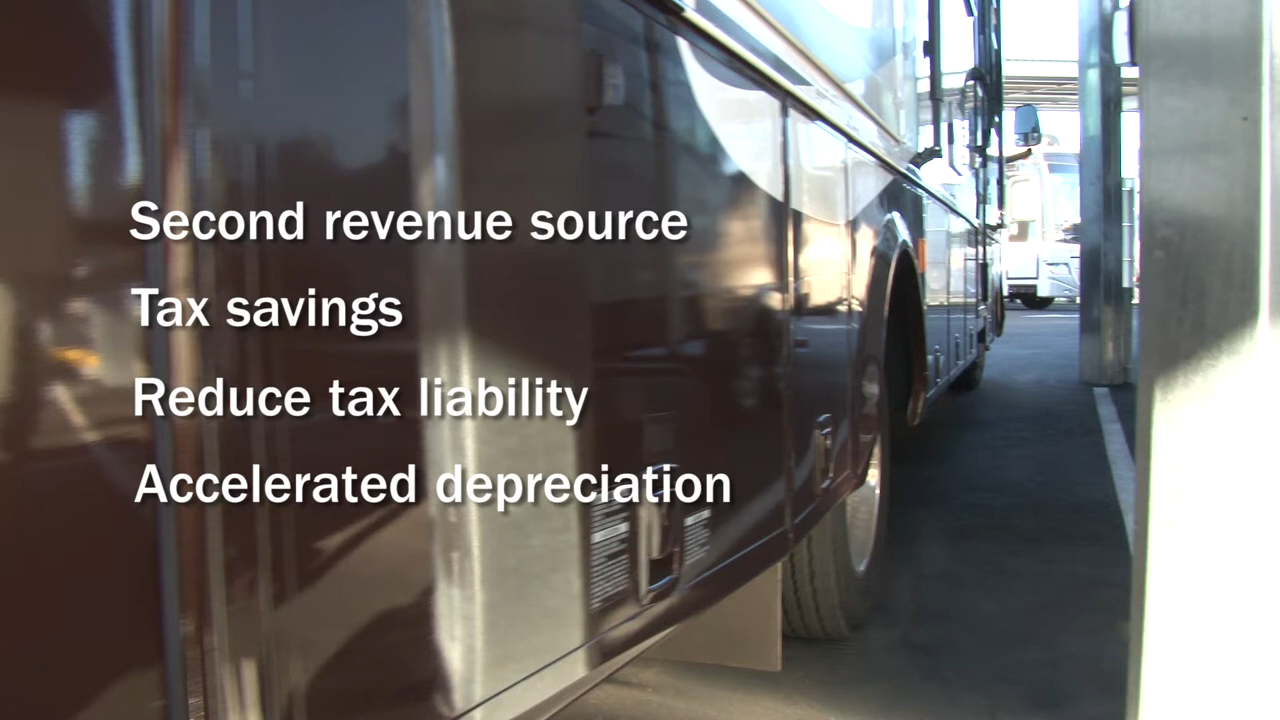 Second revenue source
Tax savings
Reduce tax liability
Accelerated depreciation